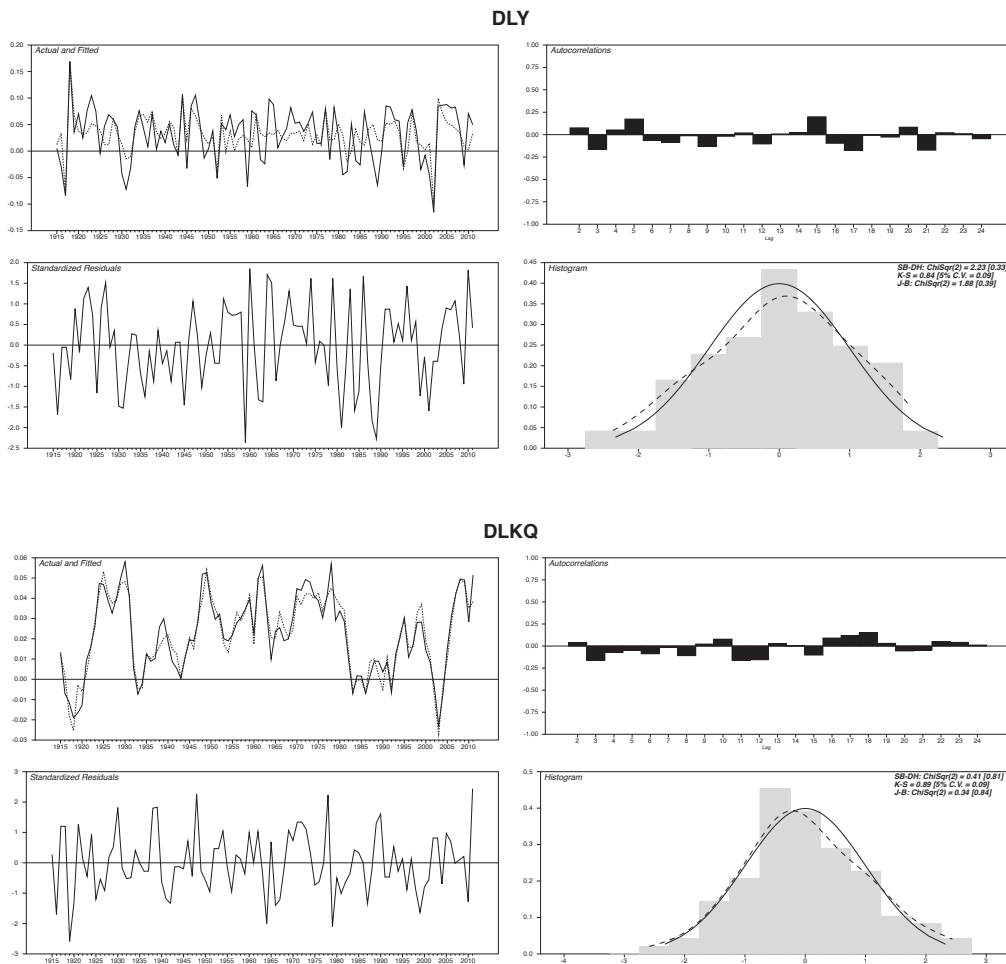 DLY
Actual and Fitted
0.20
0.15
0.10
0.05
0.00
-0.05
-0.10
-0.15
1915 1920 1925 1930 1935 1940 1945 1950 1955 1960 1965 1970 1975 1980 1985 1990 1995 2000 2005 2010
Autocorrelations
1.00
0.75
0.50
0.25
0.00
-0.25
-0.50
-0.75
-1.00
2 3 4 5 6 7 8 9 10 11 12 13 14 15 16 17 18 19 20 21 22 23 24
Lag
Standardized Residuals
2.0
1.5
1.0
0.5
0.0
-0.5
-1.0
-1.5
-2.0
-2.5
1915 1920 1925 1930 1935 1940 1945 1950 1955 1960 1965 1970 1975 1980 1985 1990 1995 2000 2005 2010
Histogram
SB-DH: ChiSqr(2) = 2.23 [0.33]
K-S = 0.84 [5% C.V. = 0.09]
J-B: ChiSqr(2) = 1.88 [0.39]
0.45
0.40
0.35
0.30
0.25
0.20
0.15
0.10
0.05
0.00
-3 -2 -1 0 1 2 3
DLKQ
Actual and Fitted
0.06
0.05
0.04
0.03
0.02
0.01
0.00
-0.01
-0.02
-0.03
1915 1920 1925 1930 1935 1940 1945 1950 1955 1960 1965 1970 1975 1980 1985 1990 1995 2000 2005 2010
Autocorrelations
1.00
0.75
0.50
0.25
0.00
-0.25
-0.50
-0.75
-1.00
2 3 4 5 6 7 8 9 10 11 12 13 14 15 16 17 18 19 20 21 22 23 24
Lag
Standardized Residuals
3
2
1
0
-1
-2
-3
1915 1920 1925 1930 1935 1940 1945 1950 1955 1960 1965 1970 1975 1980 1985 1990 1995 2000 2005 2010
Histogram
SB-DH: ChiSqr(2) = 0.41 [0.81]
K-S = 0.89 [5% C.V. = 0.09]
J-B: ChiSqr(2) = 0.34 [0.84]
0.5
0.4
0.3
0.2
0.1
0.0
-4 -3 -2 -1 0 1 2 3